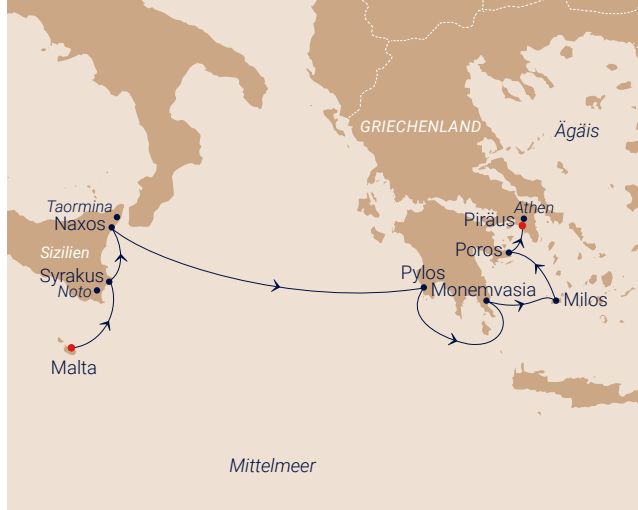 GRIECHENLAND
Ägäis
Taormina
Naxos
Athen
Piräus
Sizilien
Poros
Syrakus
Noto
Pylos
Monemvasia
Milos
Malta
Mittelmeer